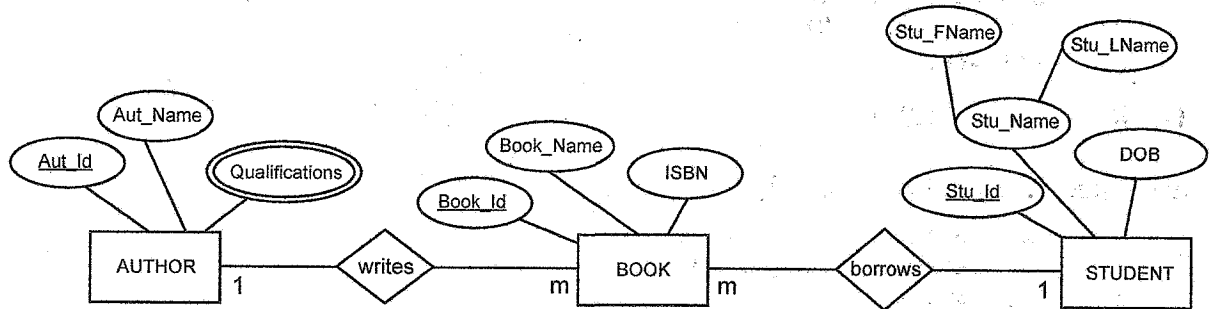 Stu_FName
Stu_LName
Aut_Name
Stu_Name
Aut_Id
Qualifications
Book_Name
ISBN
DOB
Book_Id
Stu_Id
AUTHOR
1
writes
m
BOOK
m
borrows
1
STUDENT